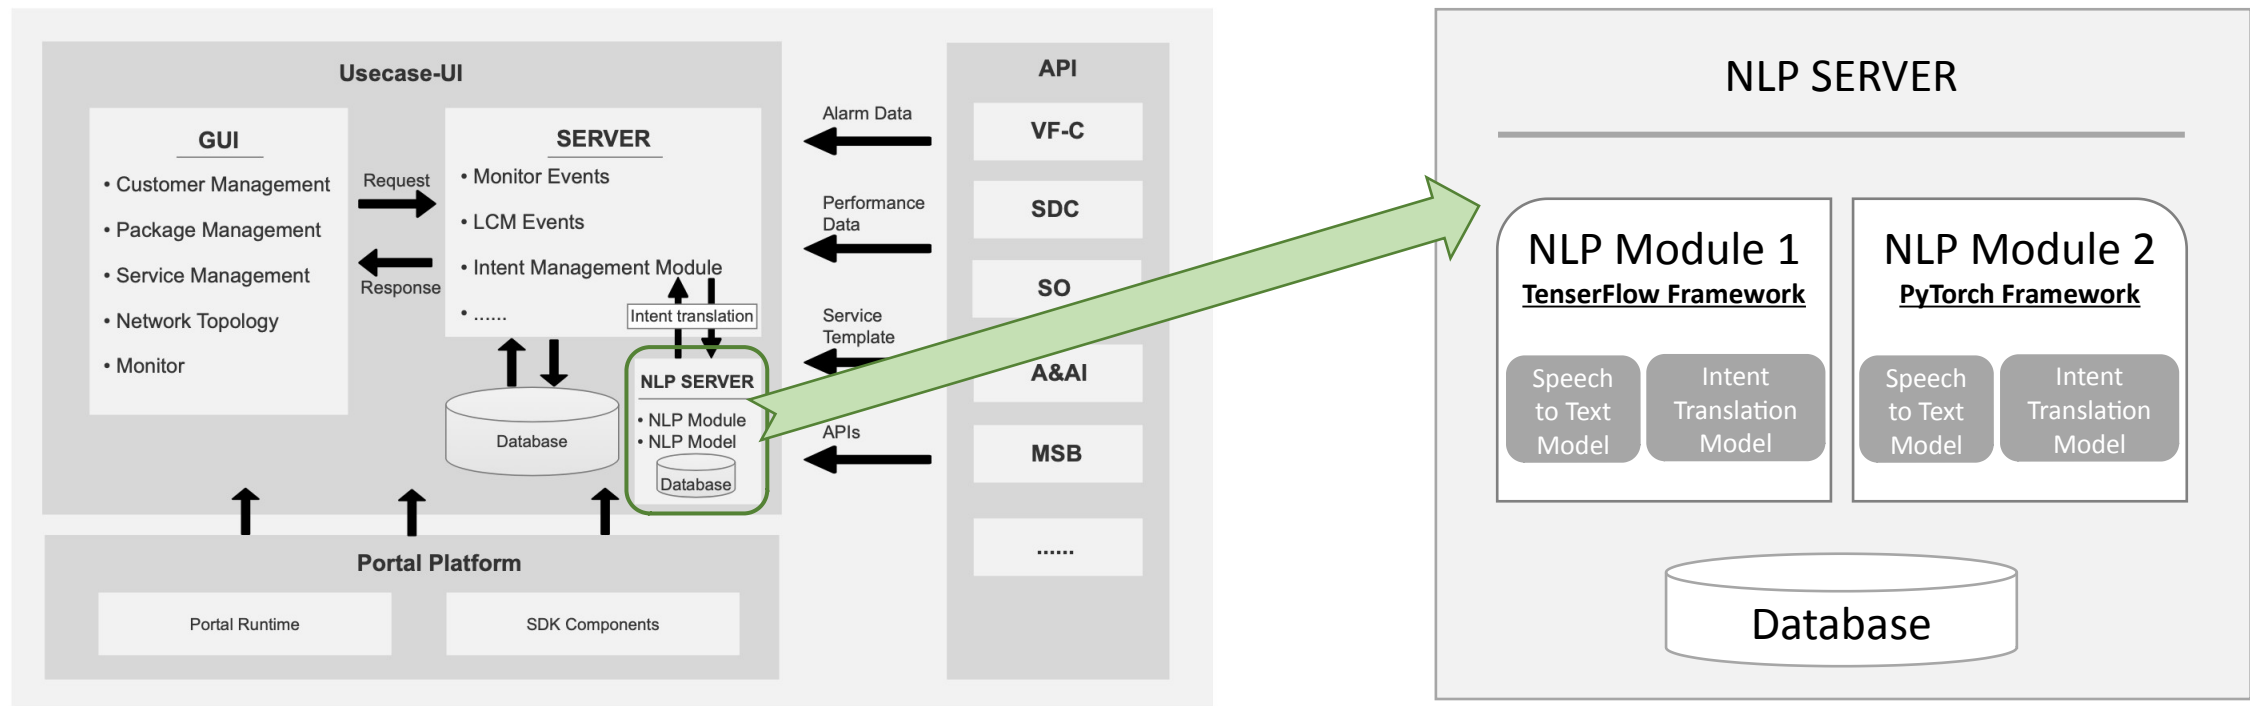 Usecase-UI
GUI
• Customer Management
• Package Management
• Service Management
• Network Topology
• Monitor
Request
Response
SERVER
• Monitor Events
• LCM Events
• Intent Management Module
• ......
Intent translation
Database
NLP SERVER
• NLP Module
• NLP Model
Database
Portal Platform
Portal Runtime
SDK Components
Alarm Data
Performance
Data
Service
Template
APIs
API
VF-C
SDC
SO
A&AI
MSB
......
NLP SERVER
NLP Module 1
TenserFlow Framework
Speech
to Text
Model
Intent
Translation
Model
NLP Module 2
PyTorch Framework
Speech
to Text
Model
Intent
Translation
Model
Database